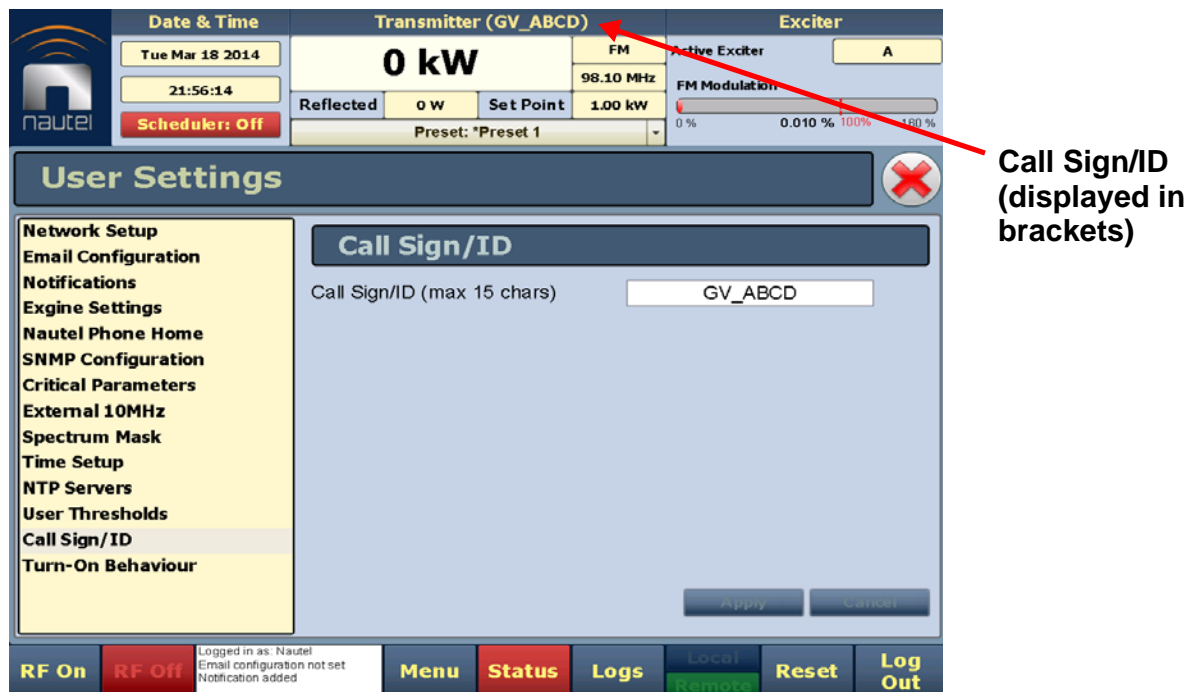 Date & Time
Transmitter (GV_ABCD)
Exciter
Tue Mar 18 2014
0 kW
FM
Active Exciter
A
98.10 MHz
21:56:14
FM Modulation
Reflected
0 W
Set Point
1.00 kW
nautel
Scheduler: Off
Preset: *Preset 1
0 %
0.010 %
100%
180 %
Call Sign/ID
(displayed in
brackets)
User Settings
Network Setup
Email Configuration
Notifications
Exgine Settings
Nautel Phone Home
SNMP Configuration
Critical Parameters
External 10MHz
Spectrum Mask
Time Setup
NTP Servers
User Thresholds
Call Sign/ID
Turn-On Behaviour
Call Sign/ID
Call Sign/ID (max 15 chars)
GV_ABCD
Apply
Cancel
RF On
RF Off
Logged in as: Nautel
Email configuration not set
Notification added
Menu
Status
Logs
Local
Remote
Reset
Log
Out